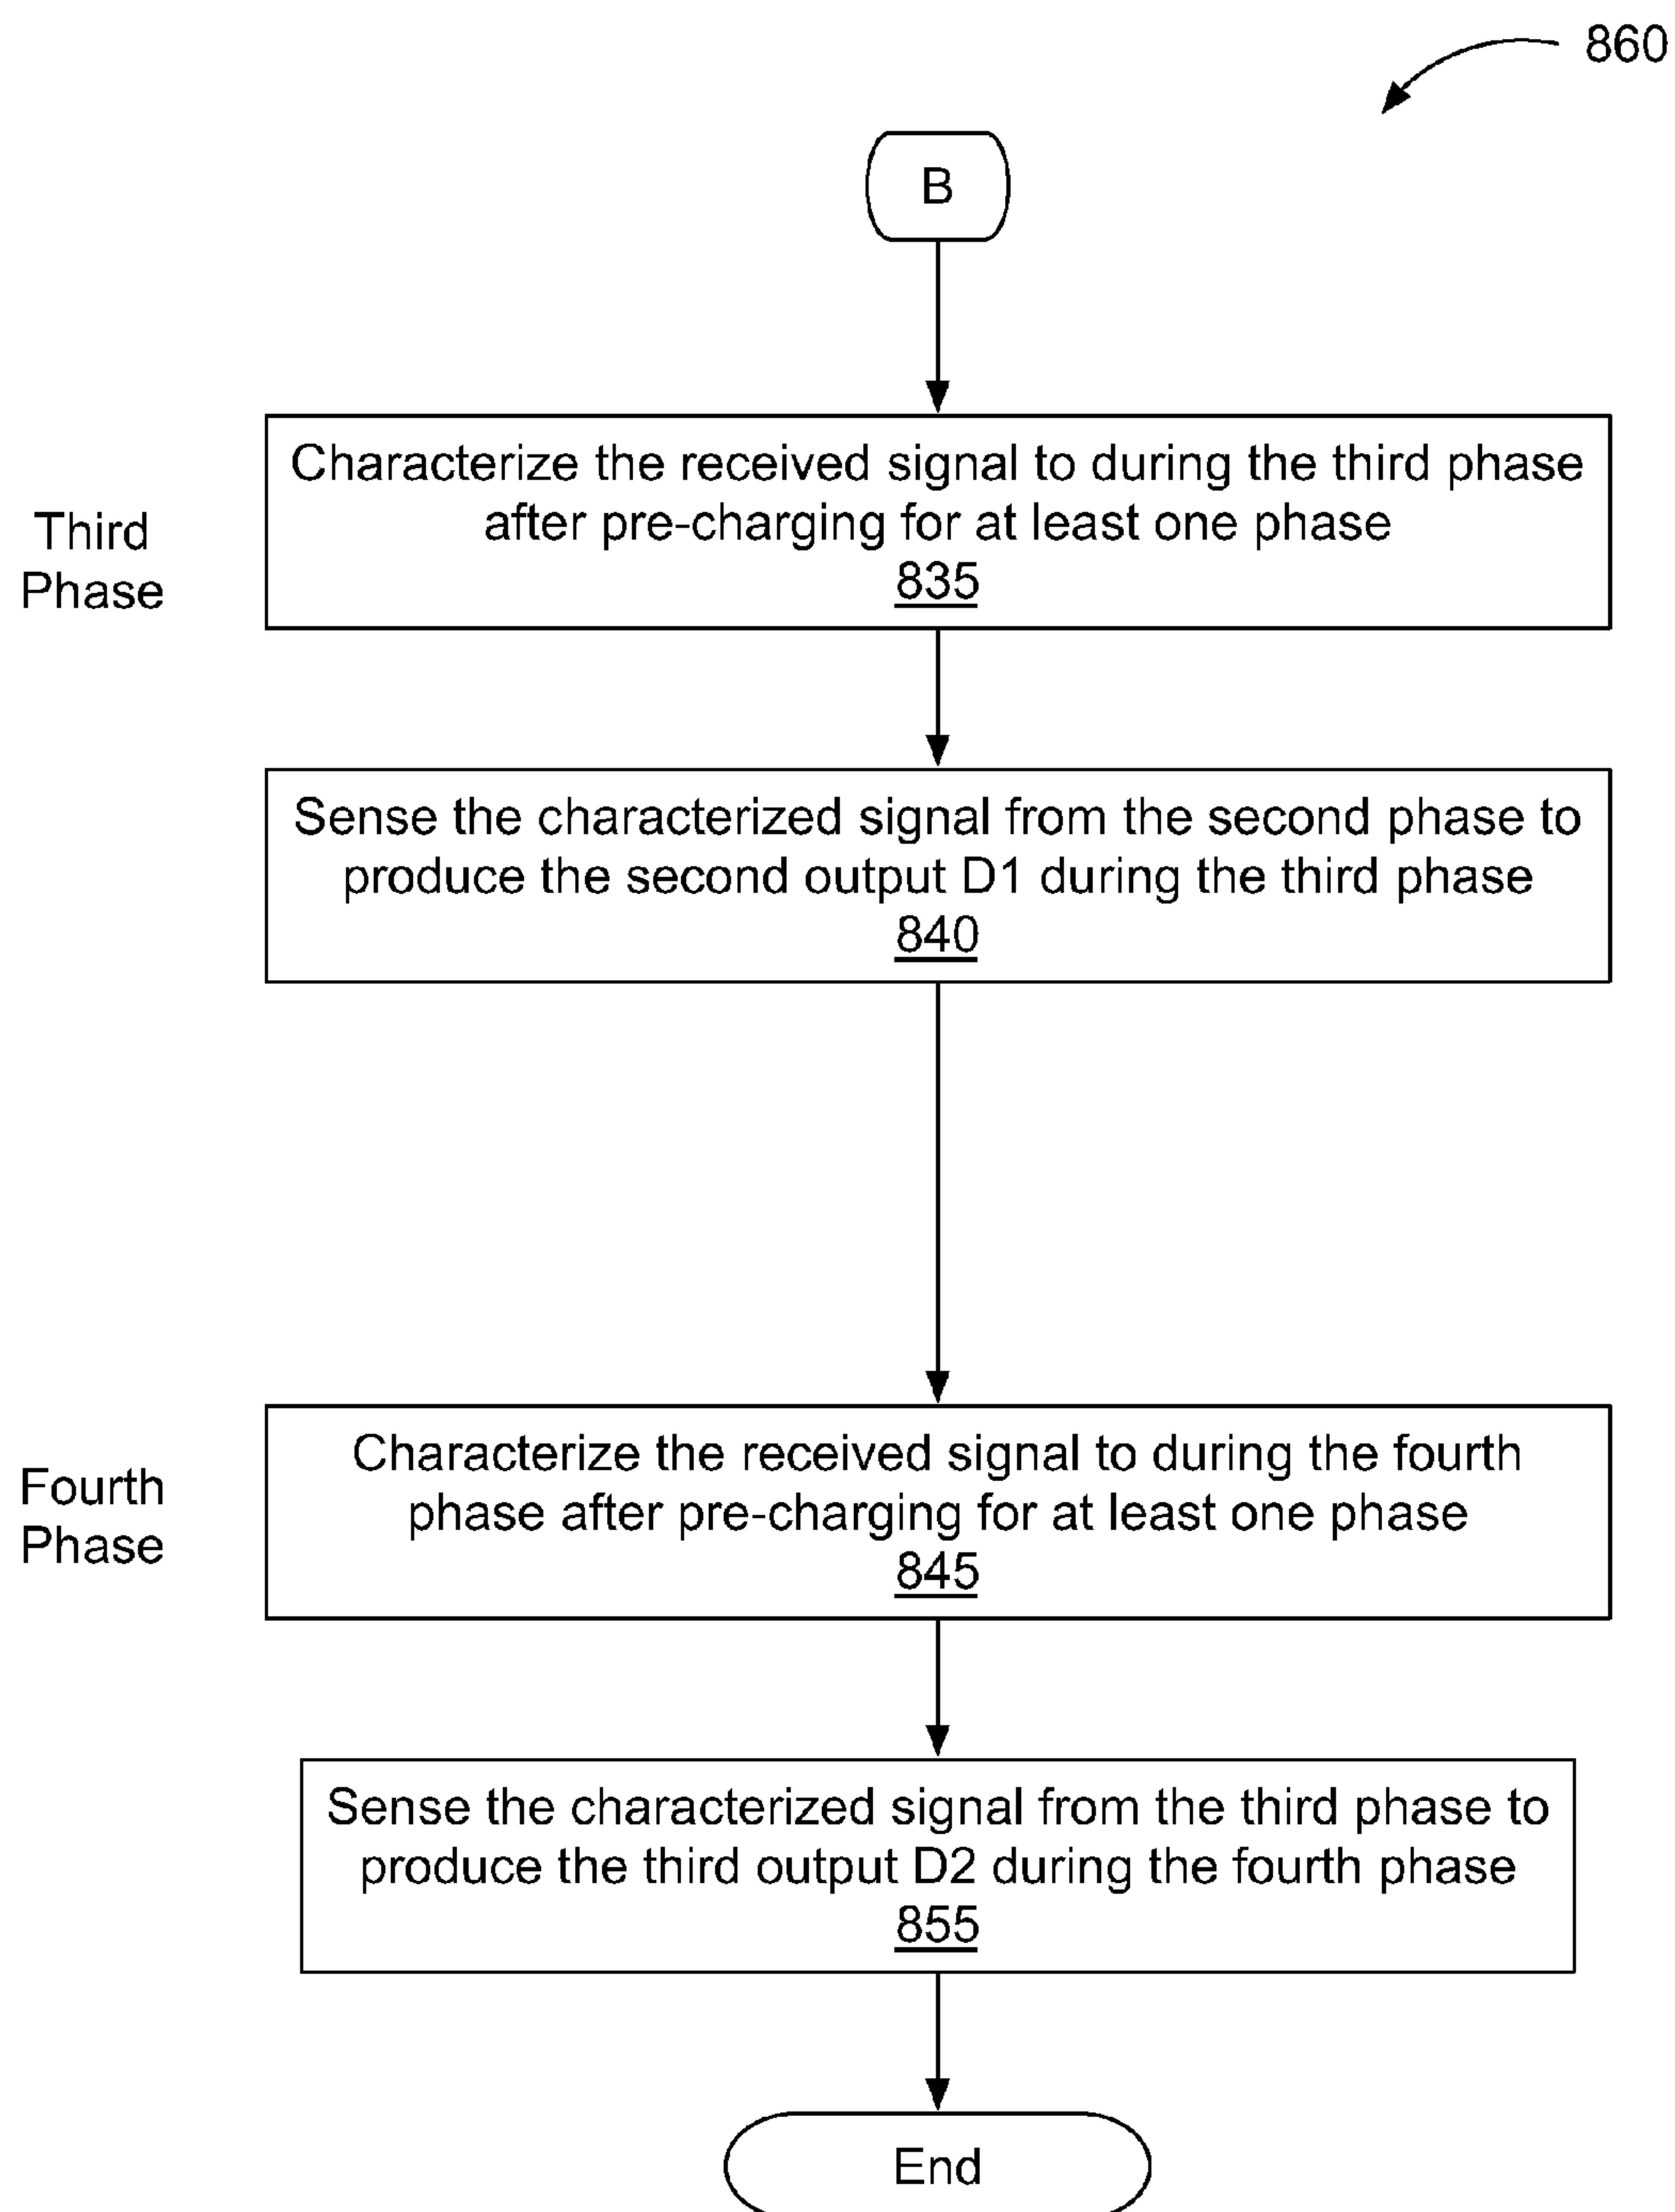 860
B
Third
Phase
Characterize the received signal to during the third phase
after pre-charging for at least one phase
835
Sense the characterized signal from the second phase to
produce the second output D1 during the third phase
840
Fourth
Phase
Characterize the received signal to during the fourth
phase after pre-charging for at least one phase
845
Sense the characterized signal from the third phase to
produce the third output D2 during the fourth phase
855
End